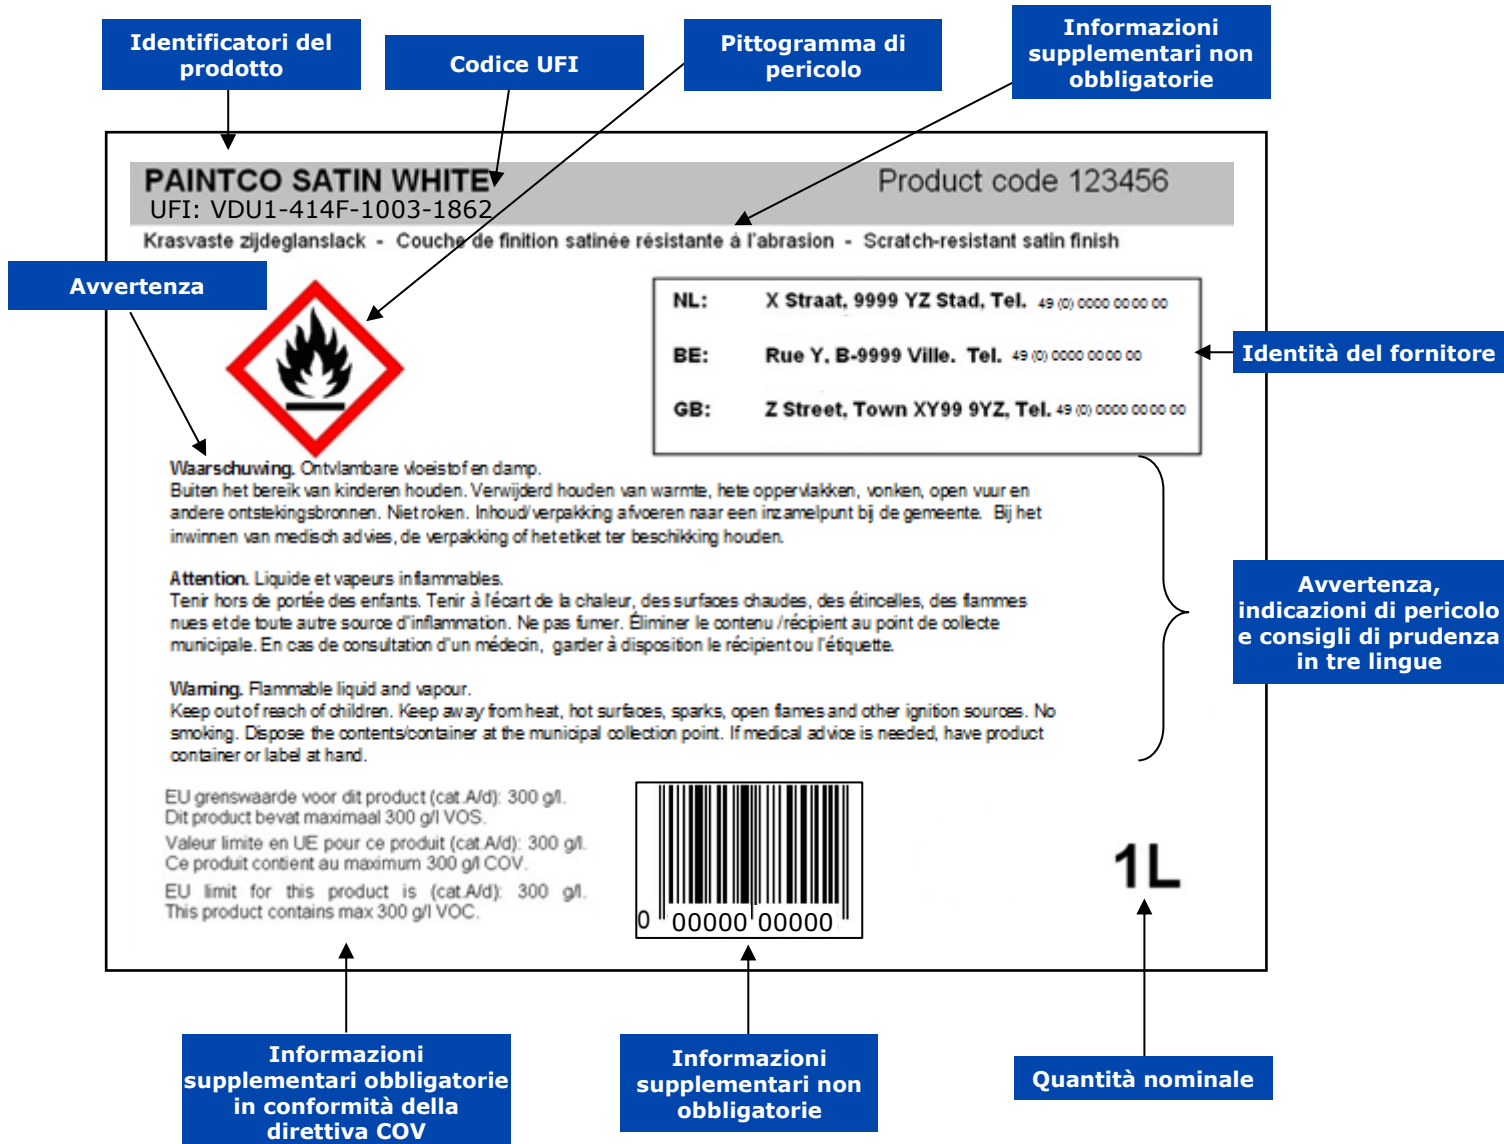 Identificatori del
prodotto
Codice UFI
Pittogramma di
pericolo
Informazioni
supplementari non
obbligatorie
PAINTCO SATIN WHITE
Product code 123456
UFI: VDU1-414F-1003-1862
Krasvaste zijdeglanslack - Couche de finition satinée résistante à l'abrasion - Scratch-resistant satin finish
Avvertenza
NL: X Straat, 9999 YZ Stad, Tel. 49 (0) 0000 00 00 00
BE: Rue Y, B-9999 Ville. Tel. 49 (0) 0000 00 00 00
GB: Z Street, Town XY99 9YZ, Tel. 49 (0) 0000 00 00 00
Identità del fornitore
Waarschuwing. Ontvlambare vloeistof en damp.
Buiten het bereik van kinderen houden. Verwijderd houden van warmte, hete oppervlakken, vonken, open vuur en
andere ontstekingsbronnen. Niet roken. Inhoud/verpakking afvoeren naar een inzamelpunt bij de gemeente. Bij het
inwinnen van medisch advies, de verpakking of het etiket ter beschikking houden.
Attention. Liquide et vapeurs inflammables.
Tenir hors de portée des enfants. Tenir à l'écart de la chaleur, des surfaces chaudes, des étincelles, des flammes
nues et de toute autre source d'inflammation. Ne pas fumer. Éliminer le contenu /récipient au point de collecte
municipale. En cas de consultation d'un médecin, garder à disposition le récipient ou l'étiquette.
Warning. Flammable liquid and vapour.
Keep out of reach of children. Keep away from heat, hot surfaces, sparks, open flames and other ignition sources. No
smoking. Dispose the contents/container at the municipal collection point. If medical advice is needed, have product
container or label at hand.
Avvertenza,
indicazioni di pericolo
e consigli di prudenza
in tre lingue
EU grenswaarde voor dit product (cat.A/d): 300 g/l.
Dit product bevat maximaal 300 g/l VOS.
Valeur limite en UE pour ce produit (cat.A/d): 300 g/l.
Ce produit contient au maximum 300 g/l COV.
EU limit for this product is (cat.A/d): 300 g/l.
This product contains max 300 g/l VOC.
0 00000 00000
1L
Informazioni
supplementari obbligatorie
in conformità della
direttiva COV
Informazioni
supplementari non
obbligatorie
Quantità nominale